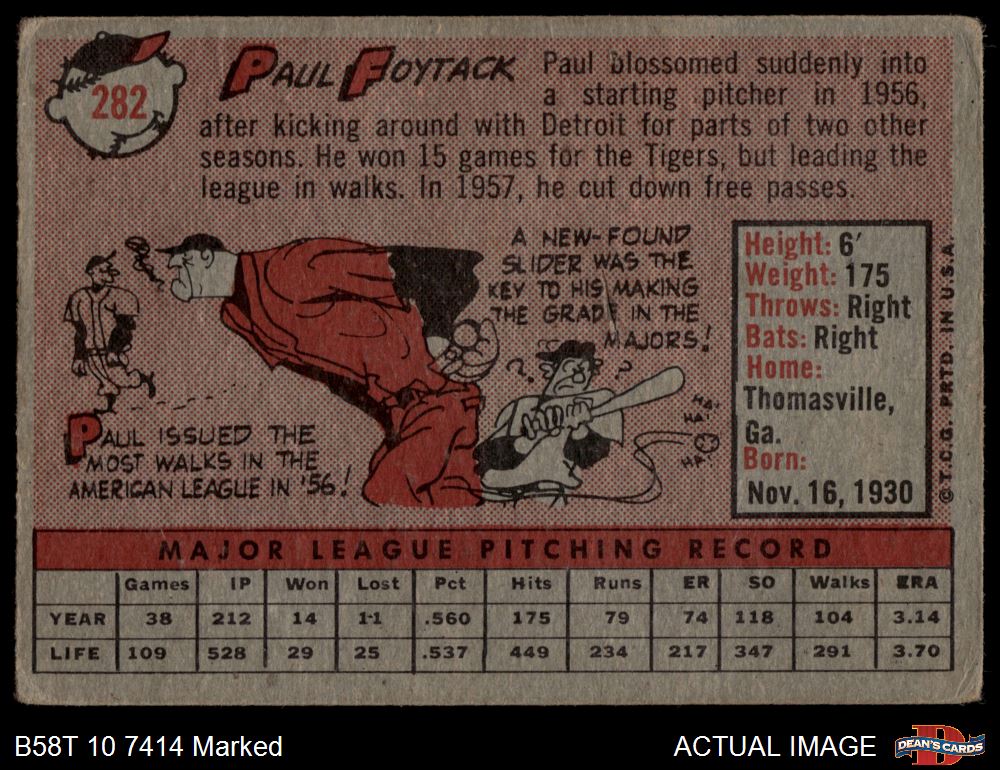 282
PAUL FOYTACK
Paul blossomed suddenly into
a starting pitcher in 1956,
after kicking around with Detroit for parts of two other
seasons. He won 15 games for the Tigers, but leading the
league in walks. In 1957, he cut down free passes.
A NEW-FOUND
SLIDER WAS THE
KEY TO HIS MAKING
THE GRADE IN THE
MAJORS!
? ?
HA,
HA!
HA!
PAUL ISSUED THE
MOST WALKS IN THE
AMERICAN LEAGUE IN '56!
Height: 6'
Weight: 175
Throws: Right
Bats: Right
Home:
Thomasville,
Ga.
Born:
Nov. 16, 1930
© T.C.G. PRTD. IN U.S.A.
MAJOR LEAGUE PITCHING RECORD
Games IP Won Lost Pct Hits Runs ER SO Walks ERA
YEAR 38 212 14 11 .560 175 79 74 118 104 3.14
LIFE 109 528 29 25 .537 449 234 217 347 291 3.70
B58T 10 7414 Marked
ACTUAL IMAGE
D
DEAN'S CARDS